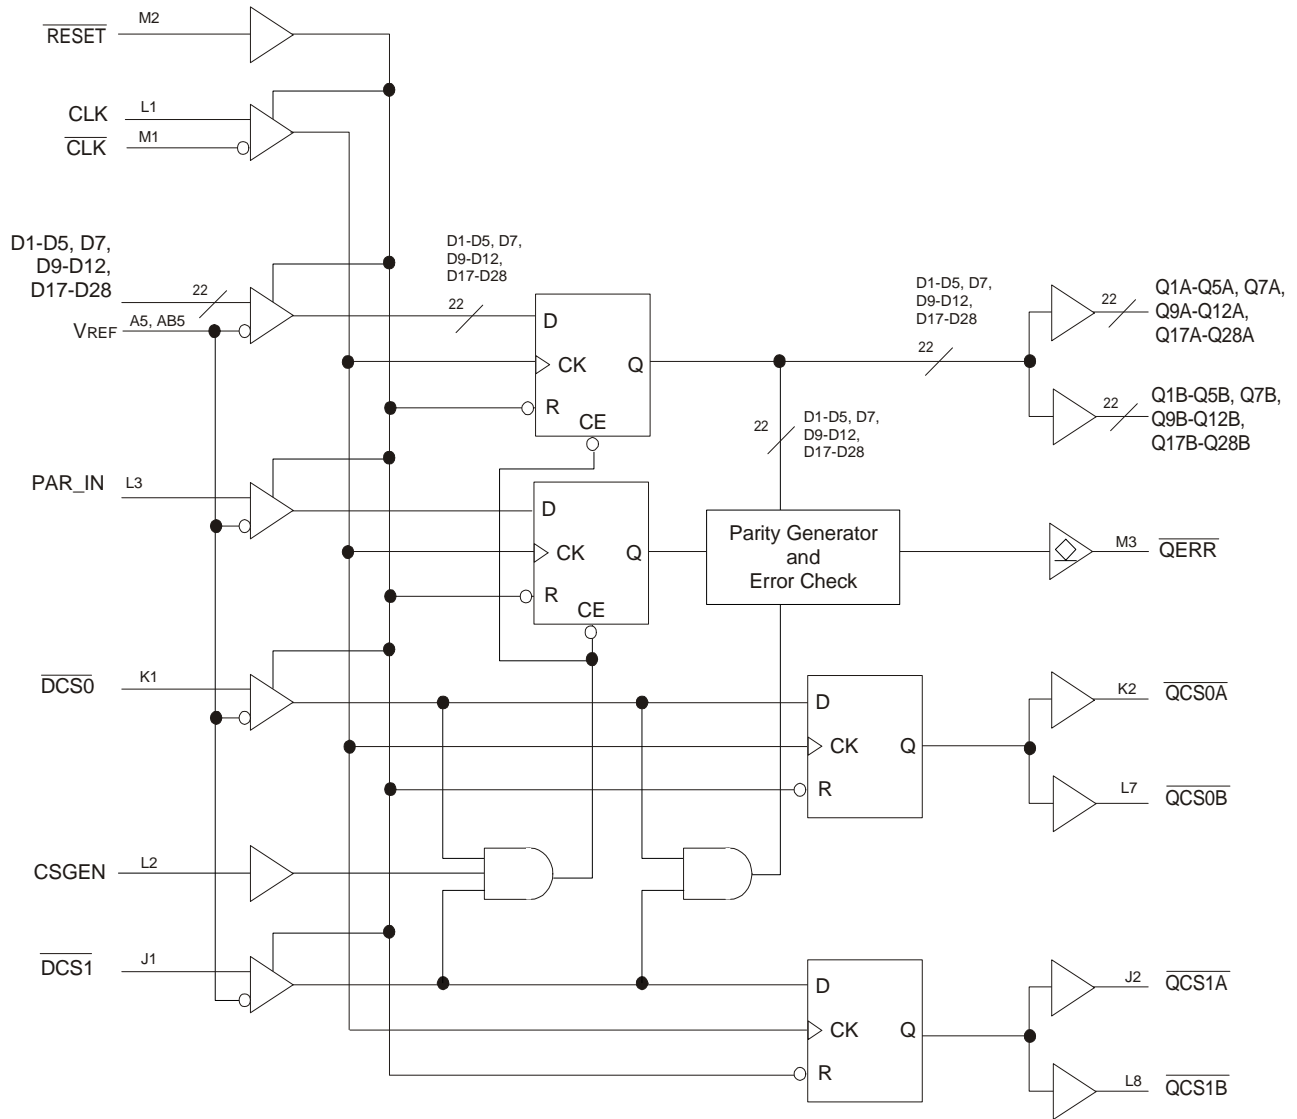 RESET
M2
CLK
L1
CLK
M1
D1-D5, D7,
D9-D12,
D17-D28
22
VREF
A5, AB5
D1-D5, D7,
D9-D12,
D17-D28
22
D
CK
R
CE
Q
D1-D5, D7,
D9-D12,
D17-D28
22
22
Q1A-Q5A, Q7A,
Q9A-Q12A,
Q17A-Q28A
22
Q1B-Q5B, Q7B,
Q9B-Q12B,
Q17B-Q28B
22
D1-D5, D7,
D9-D12,
D17-D28
PAR_IN
L3
D
CK
R
CE
Q
Parity Generator
and
Error Check
M3
QERR
DCS0
K1
D
CK
R
Q
K2
QCS0A
L7
QCS0B
CSGEN
L2
DCS1
J1
D
CK
R
Q
J2
QCS1A
L8
QCS1B